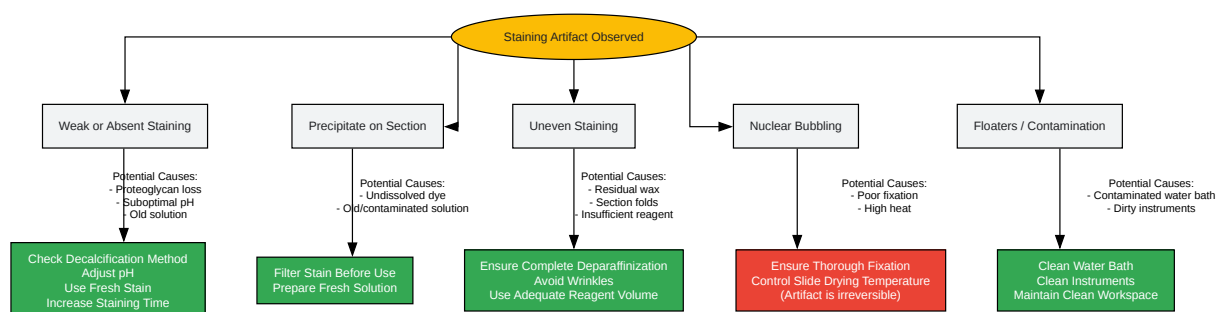 Staining Artifact Observed
Weak or Absent Staining
Precipitate on Section
Uneven Staining
Nuclear Bubbling
Floaters / Contamination
Potential Causes:
- Proteoglycan loss
- Suboptimal pH
- Old solution
Potential Causes:
- Undissolved dye
- Old/contaminated solution
Potential Causes:
- Residual wax
- Section folds
- Insufficient reagent
Potential Causes:
- Poor fixation
- High heat
Potential Causes:
- Contaminated water bath
- Dirty instruments
Check Decalcification Method
Adjust pH
Use Fresh Stain
Increase Staining Time
Filter Stain Before Use
Prepare Fresh Solution
Ensure Complete Deparaffinization
Avoid Wrinkles
Use Adequate Reagent Volume
Ensure Thorough Fixation
Control Slide Drying Temperature
(Artifact is irreversible)
Clean Water Bath
Clean Instruments
Maintain Clean Workspace